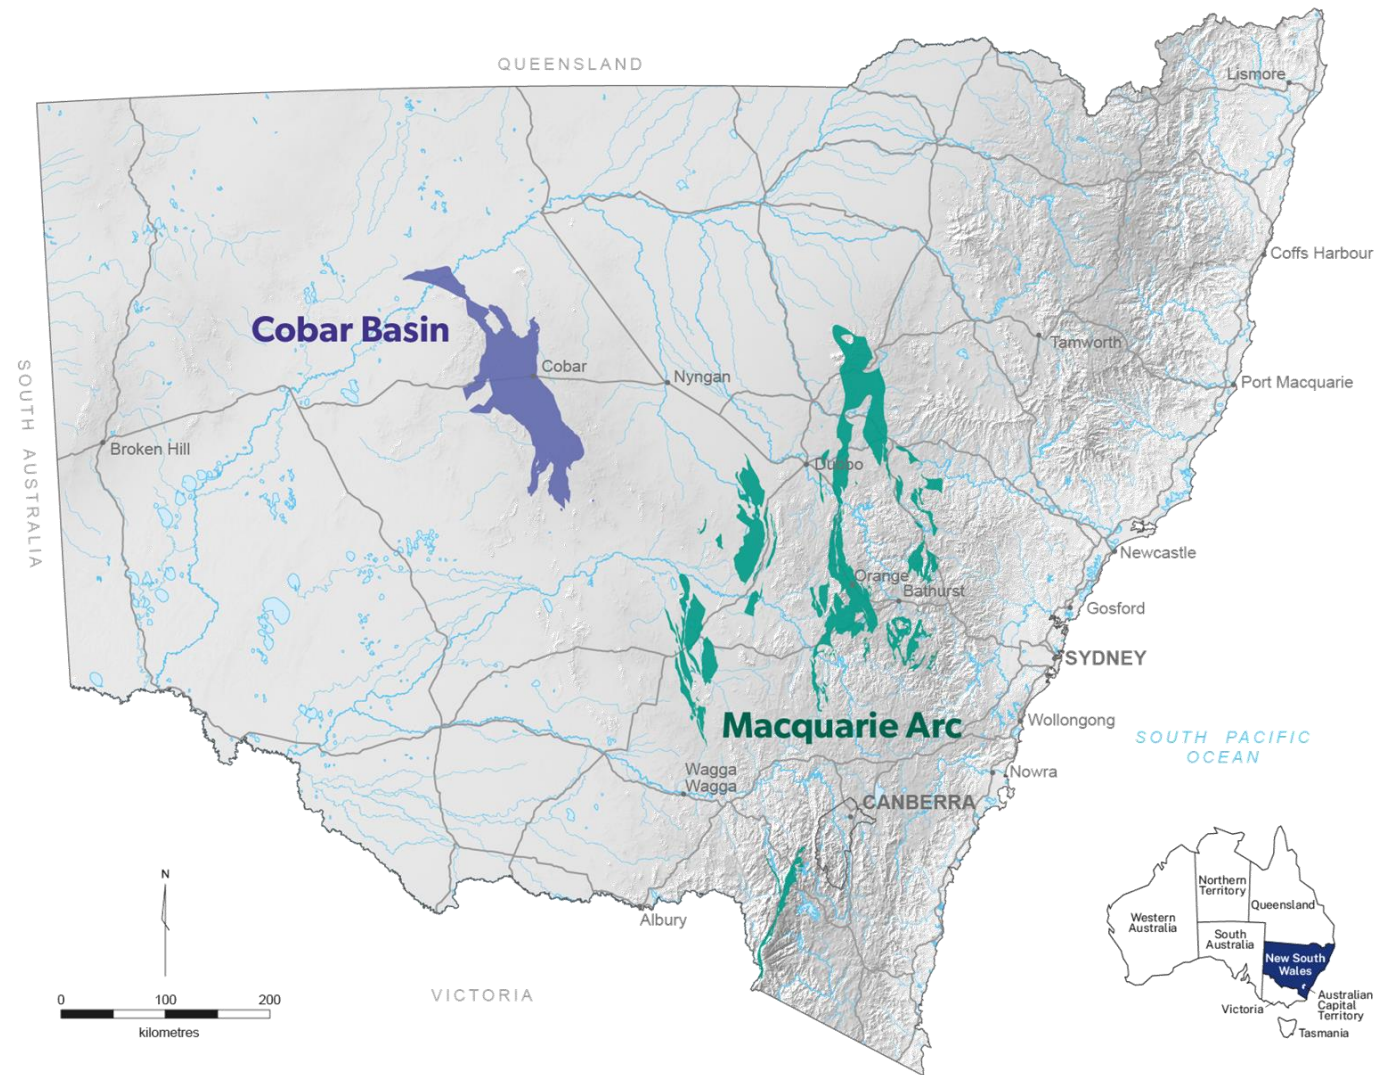 QUEENSLAND
Lismore
Coffs Harbour
Cobar Basin
Tamworth
Cobar
Nyngan
Port Macquarie
SOUTH AUSTRALIA
Broken Hill
Dubbo
Newcastle
Orange
Bathurst
Gosford
SYDNEY
Macquarie Arc
Wollongong
SOUTH PACIFIC
OCEAN
Wagga
Wagga
Nowra
CANBERRA
Albury
VICTORIA
N
0 100 200
kilometres
Northern
Territory
Queensland
Western
Australia
South
Australia
New South
Wales
Victoria
Australian
Capital
Territory
Tasmania